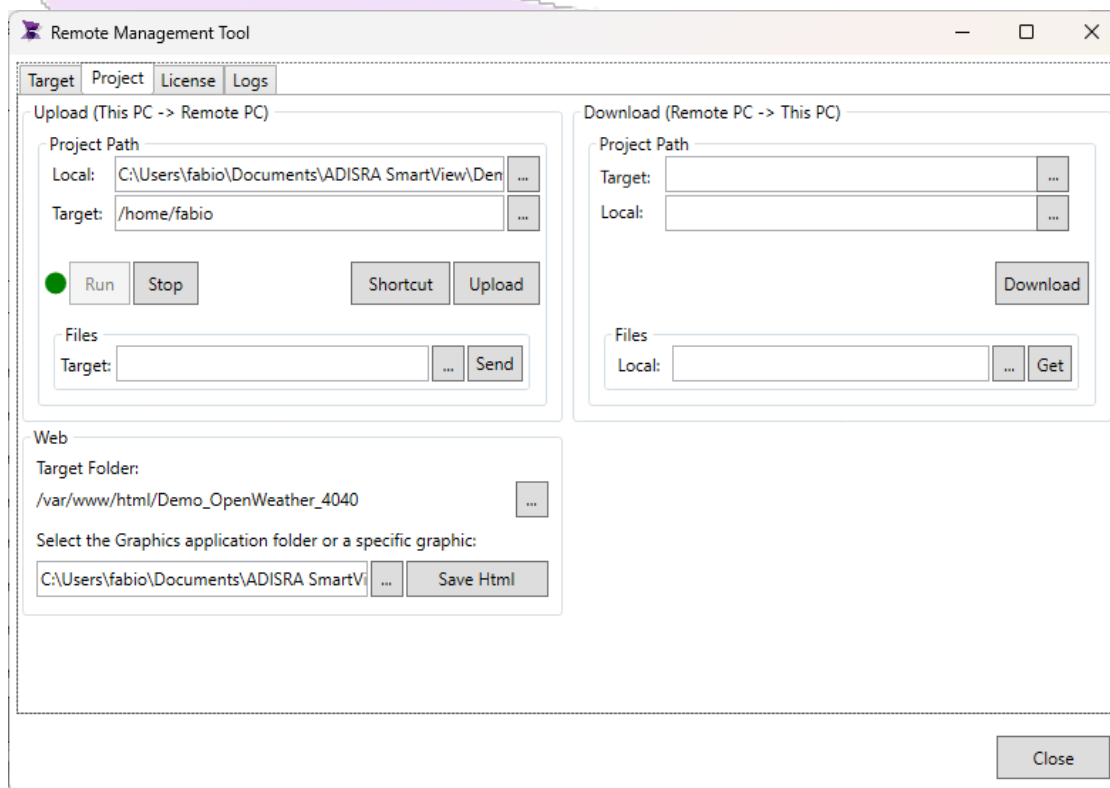 Remote Management Tool
Target Project License Logs
Upload (This PC -> Remote PC)
Project Path
Local: C:\Users\fabio\Documents\ADISRA SmartView\Den ...
Target: /home/fabio ...
Run Stop Shortcut Upload
Files
Target: ... Send
Download (Remote PC -> This PC)
Project Path
Target: ...
Local: ...
Download
Files
Local: ... Get
Web
Target Folder:
/var/www/html/Demo_OpenWeather_4040 ...
Select the Graphics application folder or a specific graphic:
C:\Users\fabio\Documents\ADISRA SmartVi ... Save Html
Close